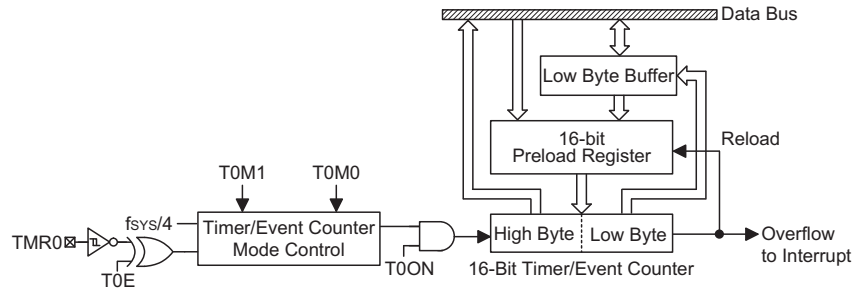 Data Bus
Low Byte Buffer
16-bit
Preload Register
Reload
T0M1
T0M0
fSYS/4
Timer/Event Counter
Mode Control
TMR0
T0E
T0ON
High Byte
Low Byte
Overflow
to Interrupt
16-Bit Timer/Event Counter